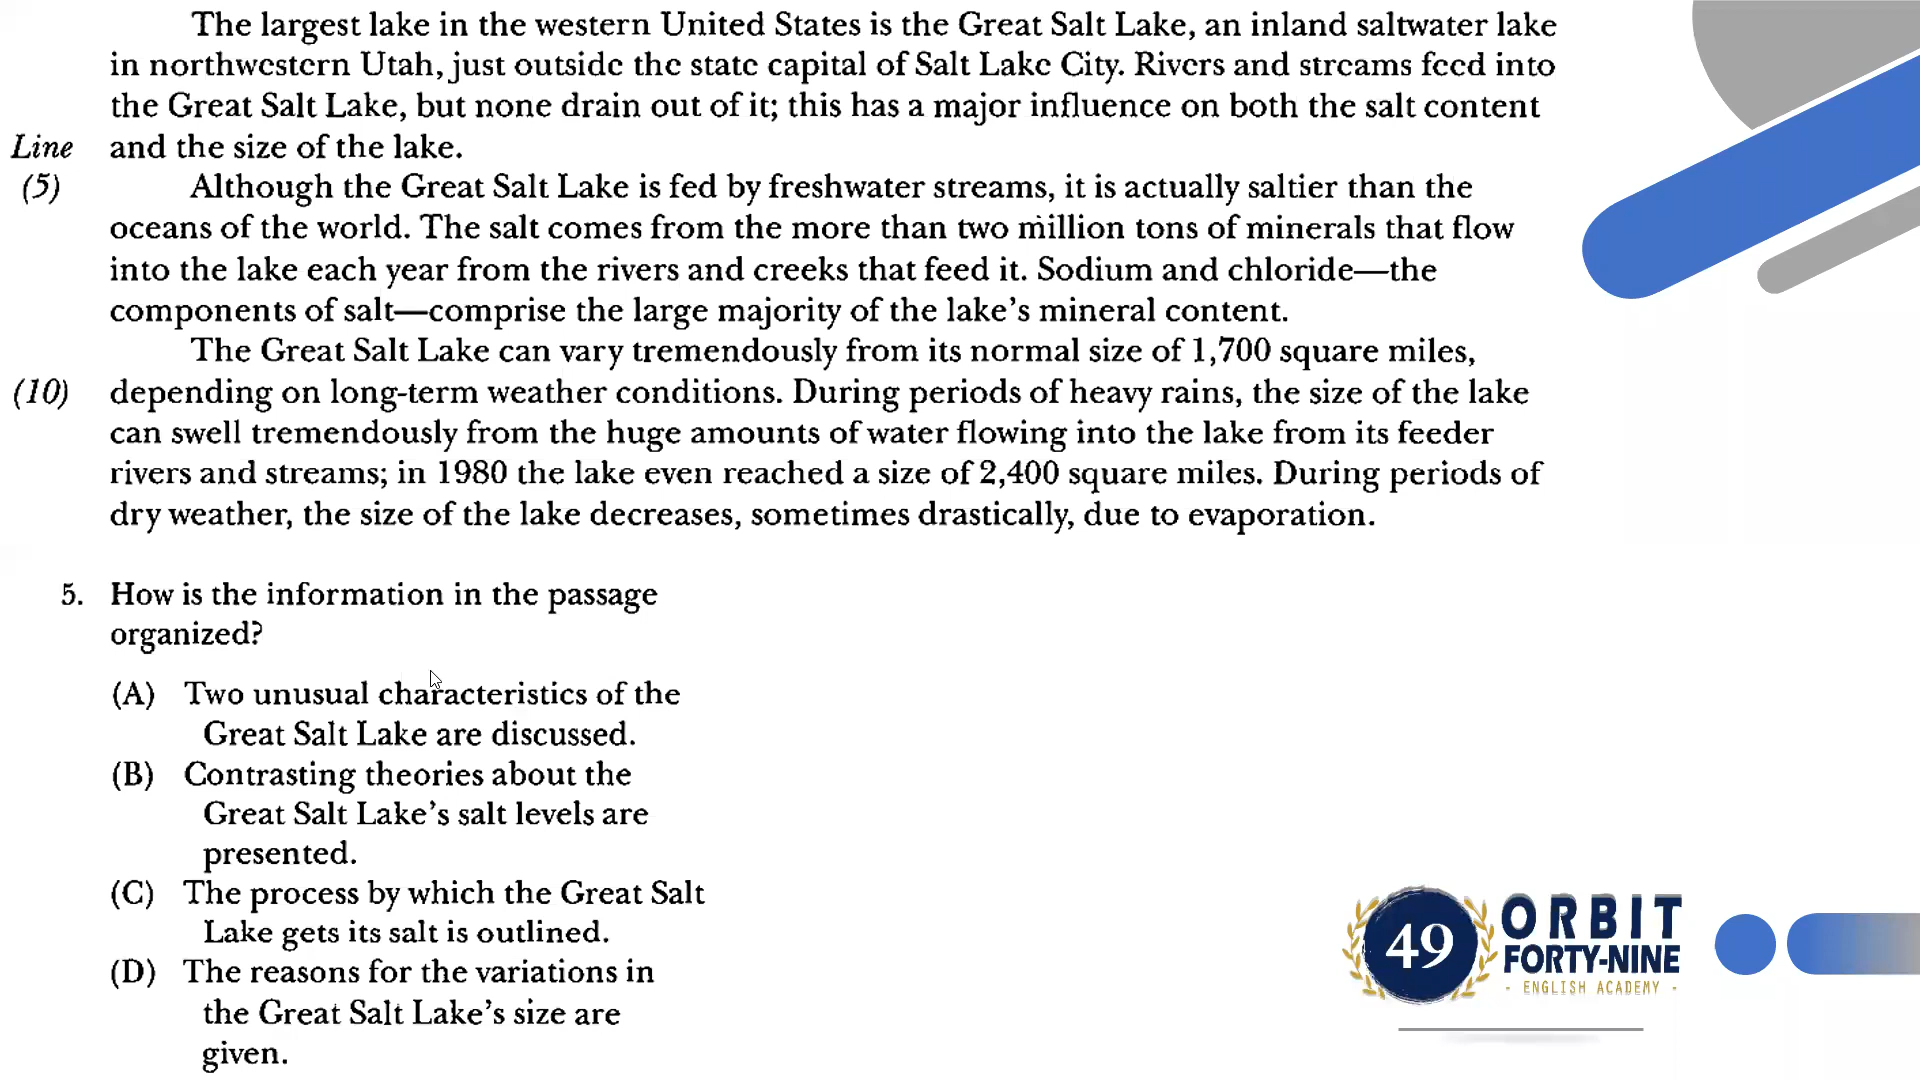 The largest lake in the western United States is the Great Salt Lake, an inland saltwater lake
in northwestern Utah, just outside the state capital of Salt Lake City. Rivers and streams feed into
the Great Salt Lake, but none drain out of it; this has a major influence on both the salt content
Line and the size of the lake.
(5) Although the Great Salt Lake is fed by freshwater streams, it is actually saltier than the
oceans of the world. The salt comes from the more than two million tons of minerals that flow
into the lake each year from the rivers and creeks that feed it. Sodium and chloride—the
components of salt—comprise the large majority of the lake's mineral content.
The Great Salt Lake can vary tremendously from its normal size of 1,700 square miles,
(10) depending on long-term weather conditions. During periods of heavy rains, the size of the lake
can swell tremendously from the huge amounts of water flowing into the lake from its feeder
rivers and streams; in 1980 the lake even reached a size of 2,400 square miles. During periods of
dry weather, the size of the lake decreases, sometimes drastically, due to evaporation.
5. How is the information in the passage
organized?
(A) Two unusual characteristics of the
Great Salt Lake are discussed.
(B) Contrasting theories about the
Great Salt Lake's salt levels are
presented.
(C) The process by which the Great Salt
Lake gets its salt is outlined.
(D) The reasons for the variations in
the Great Salt Lake's size are
given.
49
ORBIT
FORTY-NINE
- ENGLISH ACADEMY -